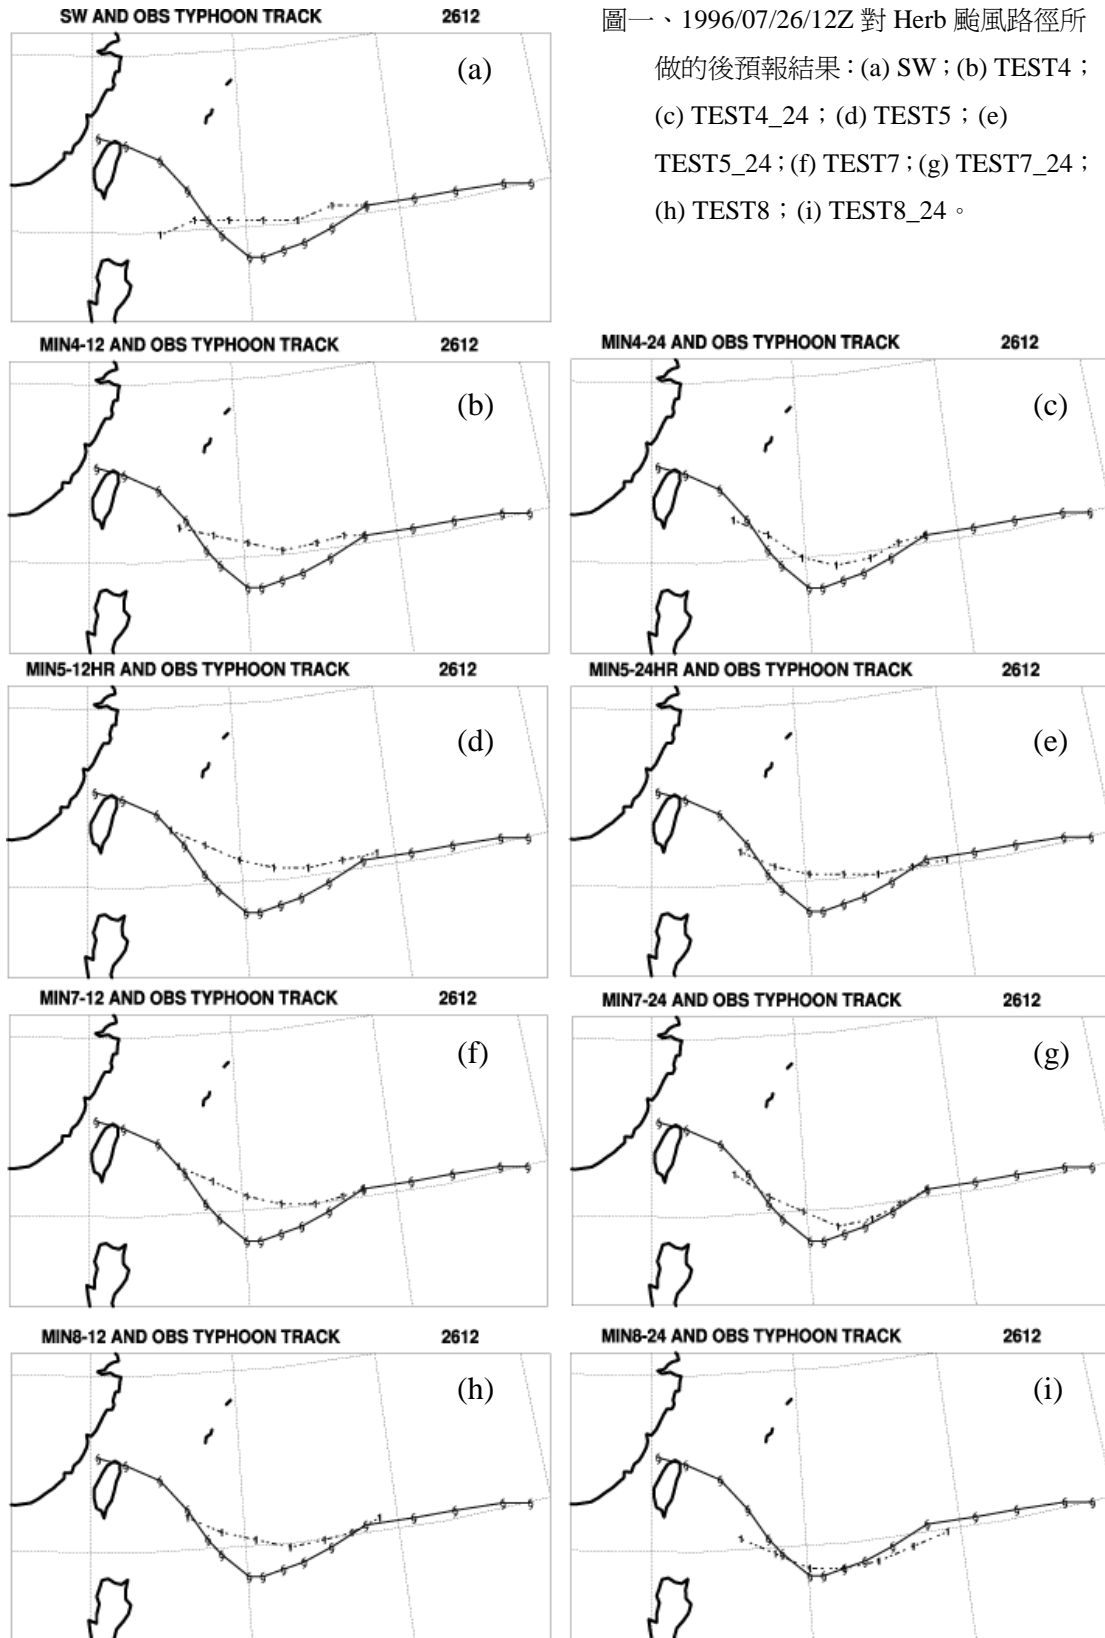 SW AND OBS TYPHOON TRACK 2612
(a)
圖一、1996/07/26/12Z 對 Herb 颱風路徑所
做的後預報結果：(a) SW；(b) TEST4；
(c) TEST4_24；(d) TEST5；(e)
TEST5_24；(f) TEST7；(g) TEST7_24；
(h) TEST8；(i) TEST8_24。
MIN4-12 AND OBS TYPHOON TRACK 2612
(b)
MIN4-24 AND OBS TYPHOON TRACK 2612
(c)
MIN5-12HR AND OBS TYPHOON TRACK 2612
(d)
MIN5-24HR AND OBS TYPHOON TRACK 2612
(e)
MIN7-12 AND OBS TYPHOON TRACK 2612
(f)
MIN7-24 AND OBS TYPHOON TRACK 2612
(g)
MIN8-12 AND OBS TYPHOON TRACK 2612
(h)
MIN8-24 AND OBS TYPHOON TRACK 2612
(i)